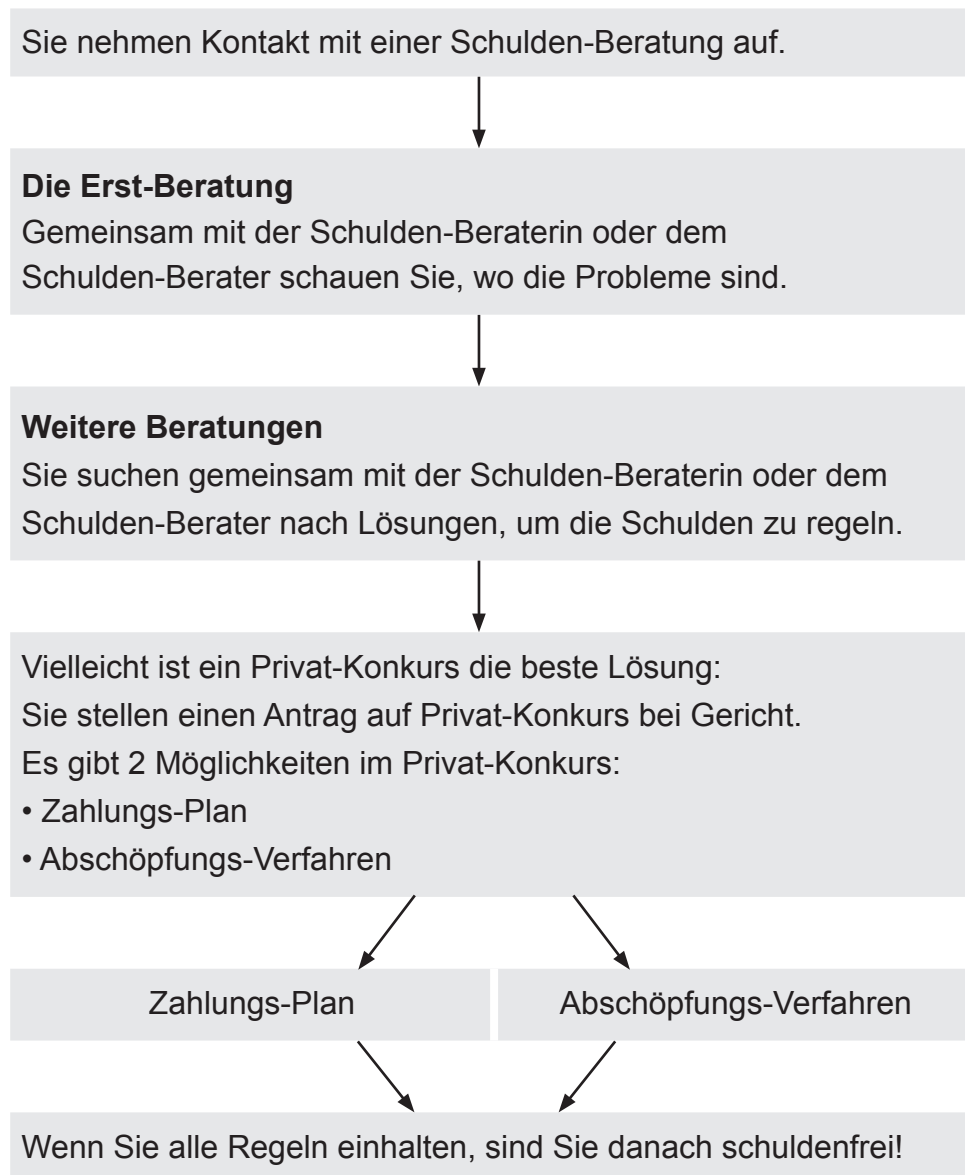 Sie nehmen Kontakt mit einer Schulden-Beratung auf.
Die Erst-Beratung
Gemeinsam mit der Schulden-Beraterin oder dem
Schulden-Berater schauen Sie, wo die Probleme sind.
Weitere Beratungen
Sie suchen gemeinsam mit der Schulden-Beraterin oder dem
Schulden-Berater nach Lösungen, um die Schulden zu regeln.
Vielleicht ist ein Privat-Konkurs die beste Lösung:
Sie stellen einen Antrag auf Privat-Konkurs bei Gericht.
Es gibt 2 Möglichkeiten im Privat-Konkurs:
• Zahlungs-Plan
• Abschöpfungs-Verfahren
Zahlungs-Plan
Abschöpfungs-Verfahren
Wenn Sie alle Regeln einhalten, sind Sie danach schuldenfrei!